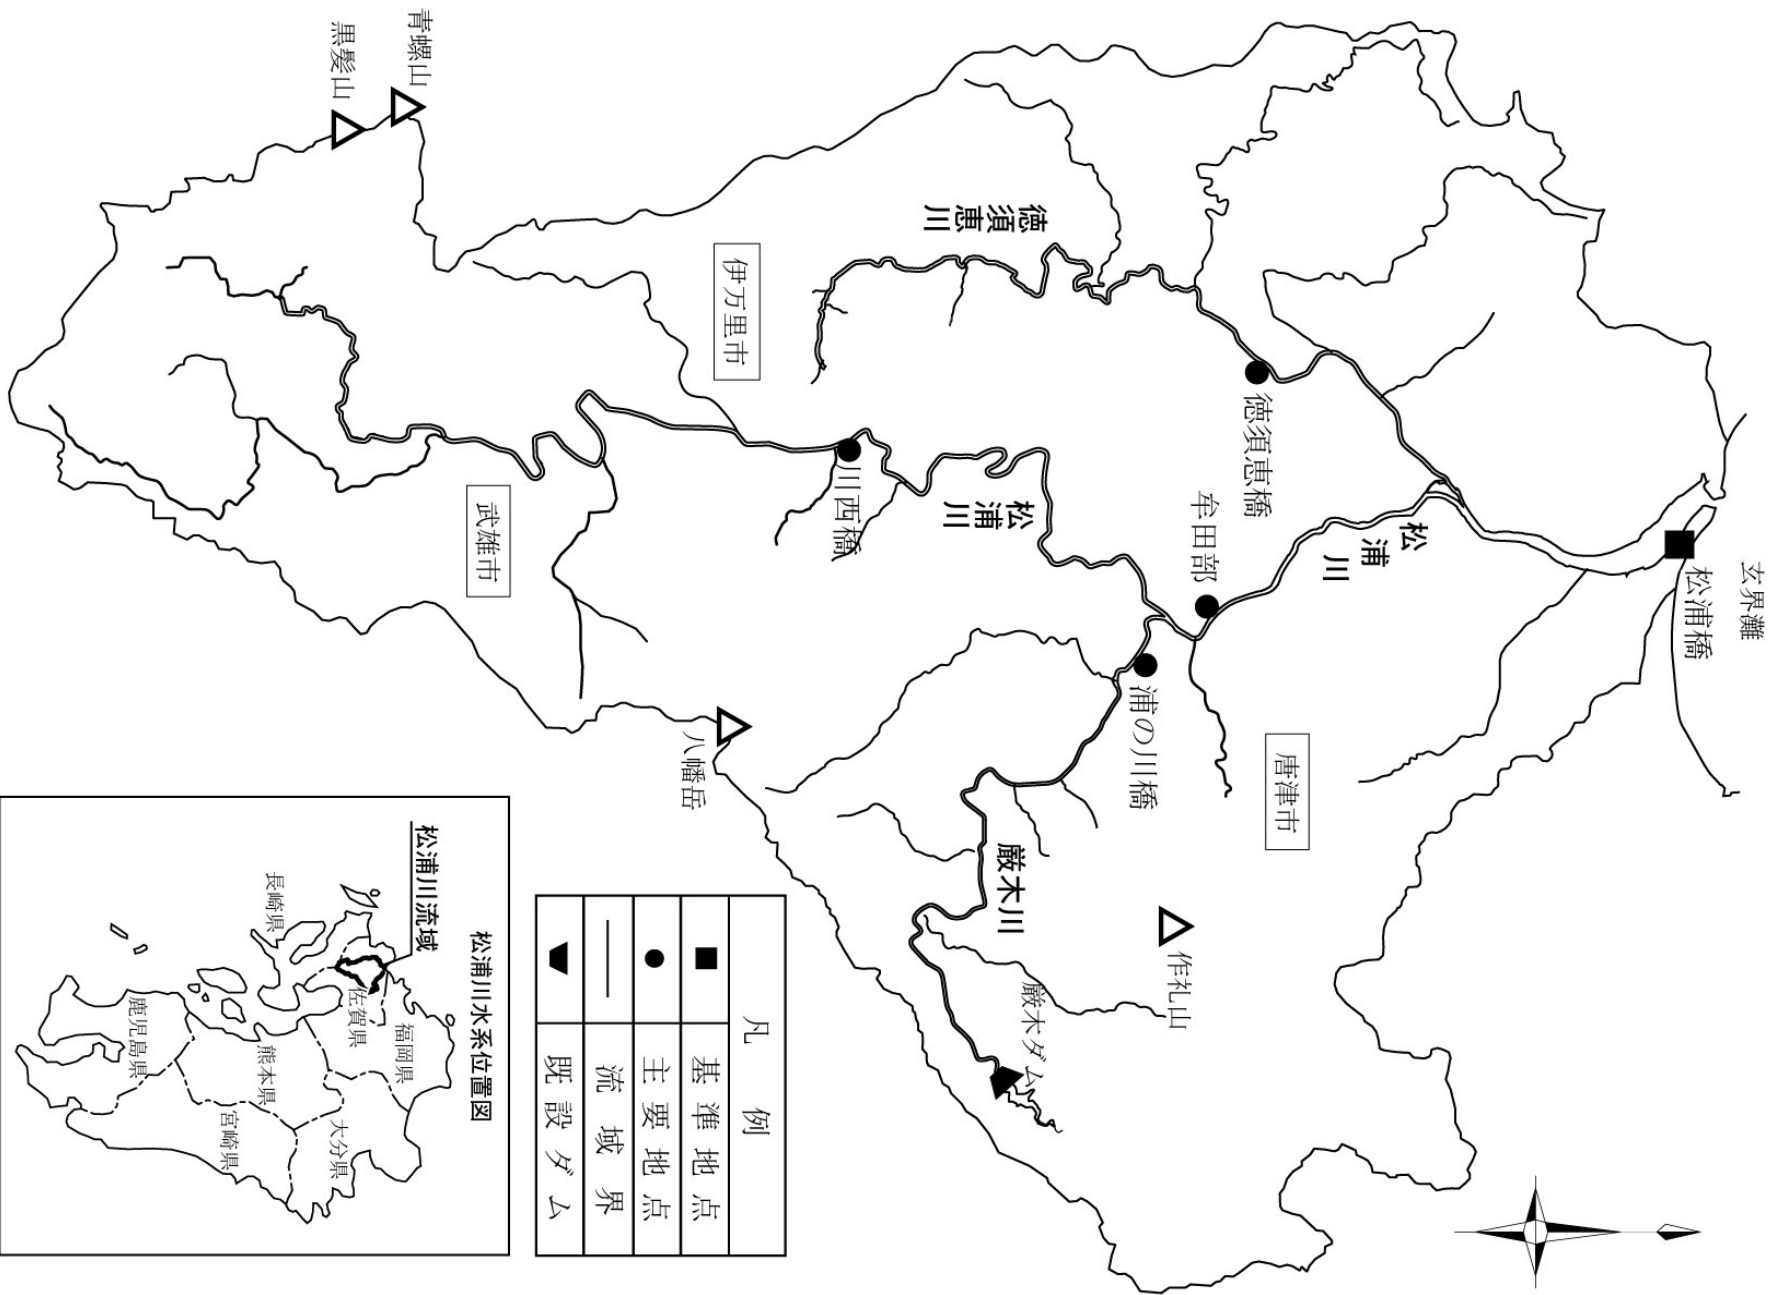 玄界灘
松浦橋
松浦川
唐津市
徳須恵橋
牟田部
浦の川橋
作礼山
徳須恵川
松浦川
厳木川
厳木ダム
川西橋
伊万里市
八幡岳
武雄市
青螺山
黒髪山
凡例
基準地点
主要地点
流域界
既設ダム
松浦川水系位置図
松浦川流域
福岡県
佐賀県
長崎県
大分県
熊本県
宮崎県
鹿児島県